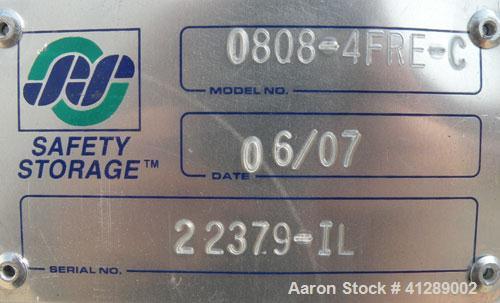 0808-4FRE-C
MODEL NO.
SAFETY
STORAGE™
06/07
DATE
22379-IL
SERIAL NO.
Aaron Stock # 41289002